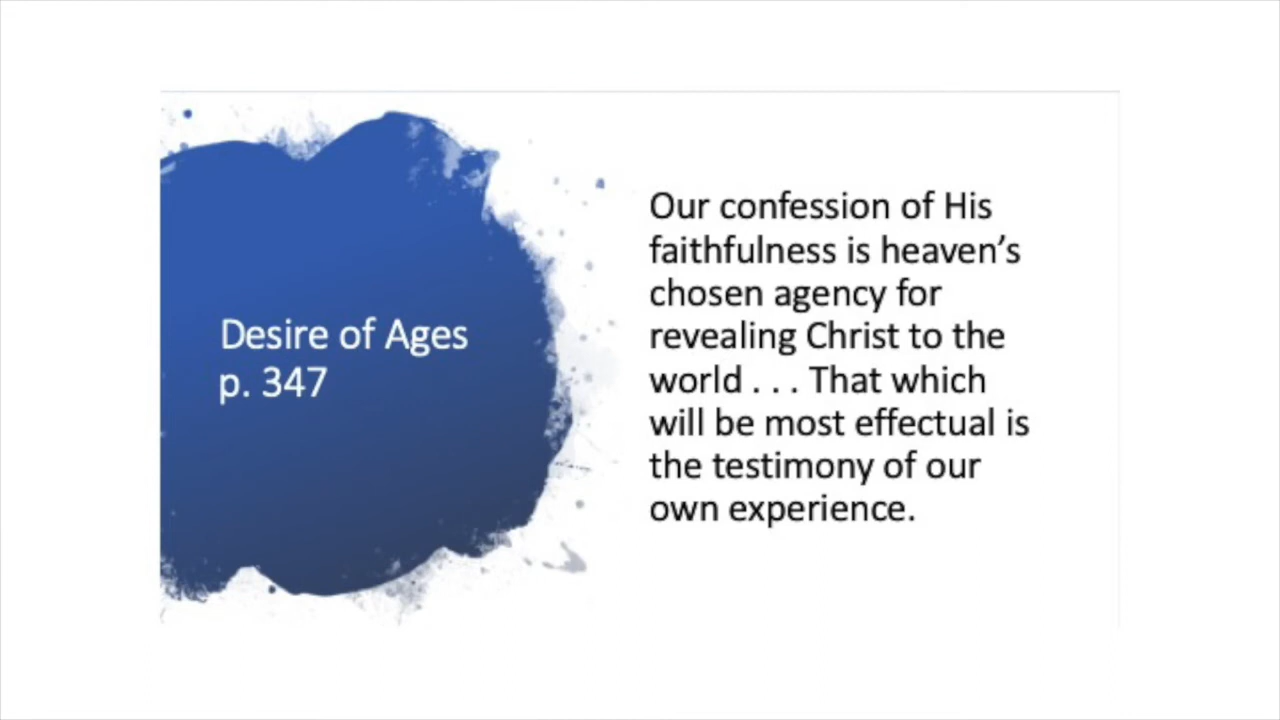 Desire of Ages
p. 347
Our confession of His
faithfulness is heaven’s
chosen agency for
revealing Christ to the
world . . . That which
will be most effectual is
the testimony of our
own experience.